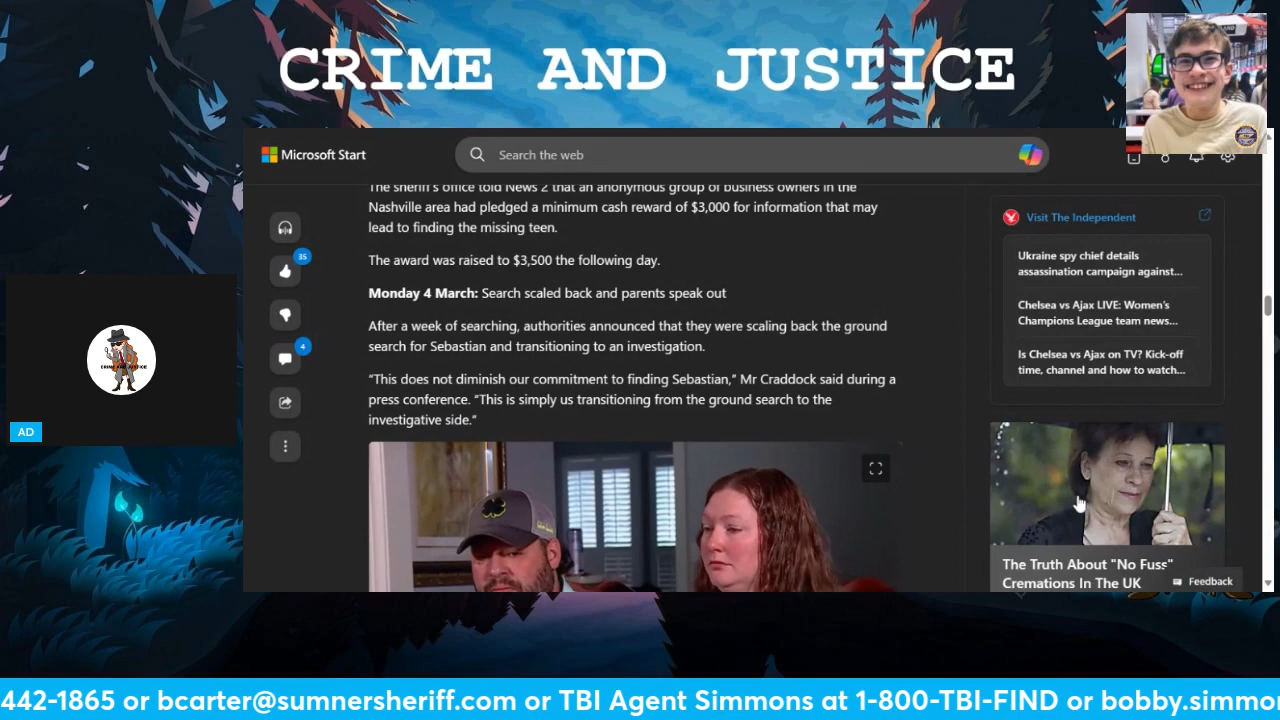 CRIME AND JUSTICE
Microsoft Start
Search the web
The sheriff's office told News 2 that an anonymous group of business owners in the
Nashville area had pledged a minimum cash reward of $3,000 for information that may
lead to finding the missing teen.
35
The award was raised to $3,500 the following day.
Monday 4 March: Search scaled back and parents speak out
After a week of searching, authorities announced that they were scaling back the ground
search for Sebastian and transitioning to an investigation.
4
“This does not diminish our commitment to finding Sebastian,” Mr Craddock said during a
press conference. “This is simply us transitioning from the ground search to the
investigative side.”
Visit The Independent
Ukraine spy chief details
assassination campaign against...
Chelsea vs Ajax LIVE: Women's
Champions League team news...
Is Chelsea vs Ajax on TV? Kick-off
time, channel and how to watch...
The Truth About "No Fuss"
Cremations In The UK
Feedback
CRIME AND JUSTICE
AD
442-1865 or bcarter@sumnersheriff.com or TBI Agent Simmons at 1-800-TBI-FIND or bobby.simmo